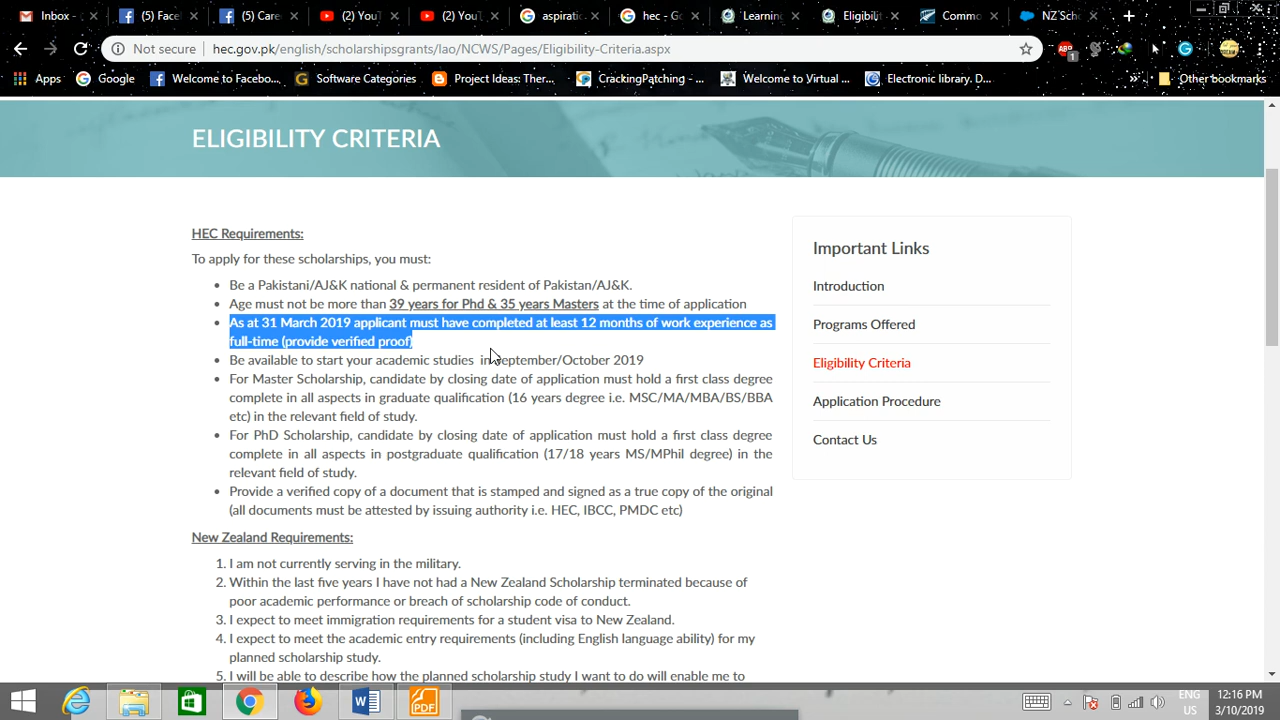 Inbox -
(5) Face
(5) Care
(2) YouT
(2) YouT
aspiratio
hec - Go
Learning
Eligibilit
Commo
NZ Scho
Not secure
hec.gov.pk/english/scholarshipsgrants/lao/NCWS/Pages/Eligibility-Criteria.aspx
ABP
1
Apps
Google
Welcome to Facebo...
Software Categories
Project Ideas: Ther...
CrackingPatching - ...
Welcome to Virtual ...
Electronic library. D...
Other bookmarks
ELIGIBILITY CRITERIA
HEC Requirements:
To apply for these scholarships, you must:
• Be a Pakistani/AJ&K national & permanent resident of Pakistan/AJ&K.
• Age must not be more than 39 years for Phd & 35 years Masters at the time of application
• As at 31 March 2019 applicant must have completed at least 12 months of work experience as
full-time (provide verified proof)
• Be available to start your academic studies in September/October 2019
• For Master Scholarship, candidate by closing date of application must hold a first class degree
complete in all aspects in graduate qualification (16 years degree i.e. MSC/MA/MBA/BS/BBA
etc) in the relevant field of study.
• For PhD Scholarship, candidate by closing date of application must hold a first class degree
complete in all aspects in postgraduate qualification (17/18 years MS/MPhil degree) in the
relevant field of study.
• Provide a verified copy of a document that is stamped and signed as a true copy of the original
(all documents must be attested by issuing authority i.e. HEC, IBCC, PMDC etc)
New Zealand Requirements:
1. I am not currently serving in the military.
2. Within the last five years I have not had a New Zealand Scholarship terminated because of
poor academic performance or breach of scholarship code of conduct.
3. I expect to meet immigration requirements for a student visa to New Zealand.
4. I expect to meet the academic entry requirements (including English language ability) for my
planned scholarship study.
5. I will be able to describe how the planned scholarship study I want to do will enable me to
Important Links
Introduction
Programs Offered
Eligibility Criteria
Application Procedure
Contact Us
PDF
ENG
US
12:16 PM
3/10/2019